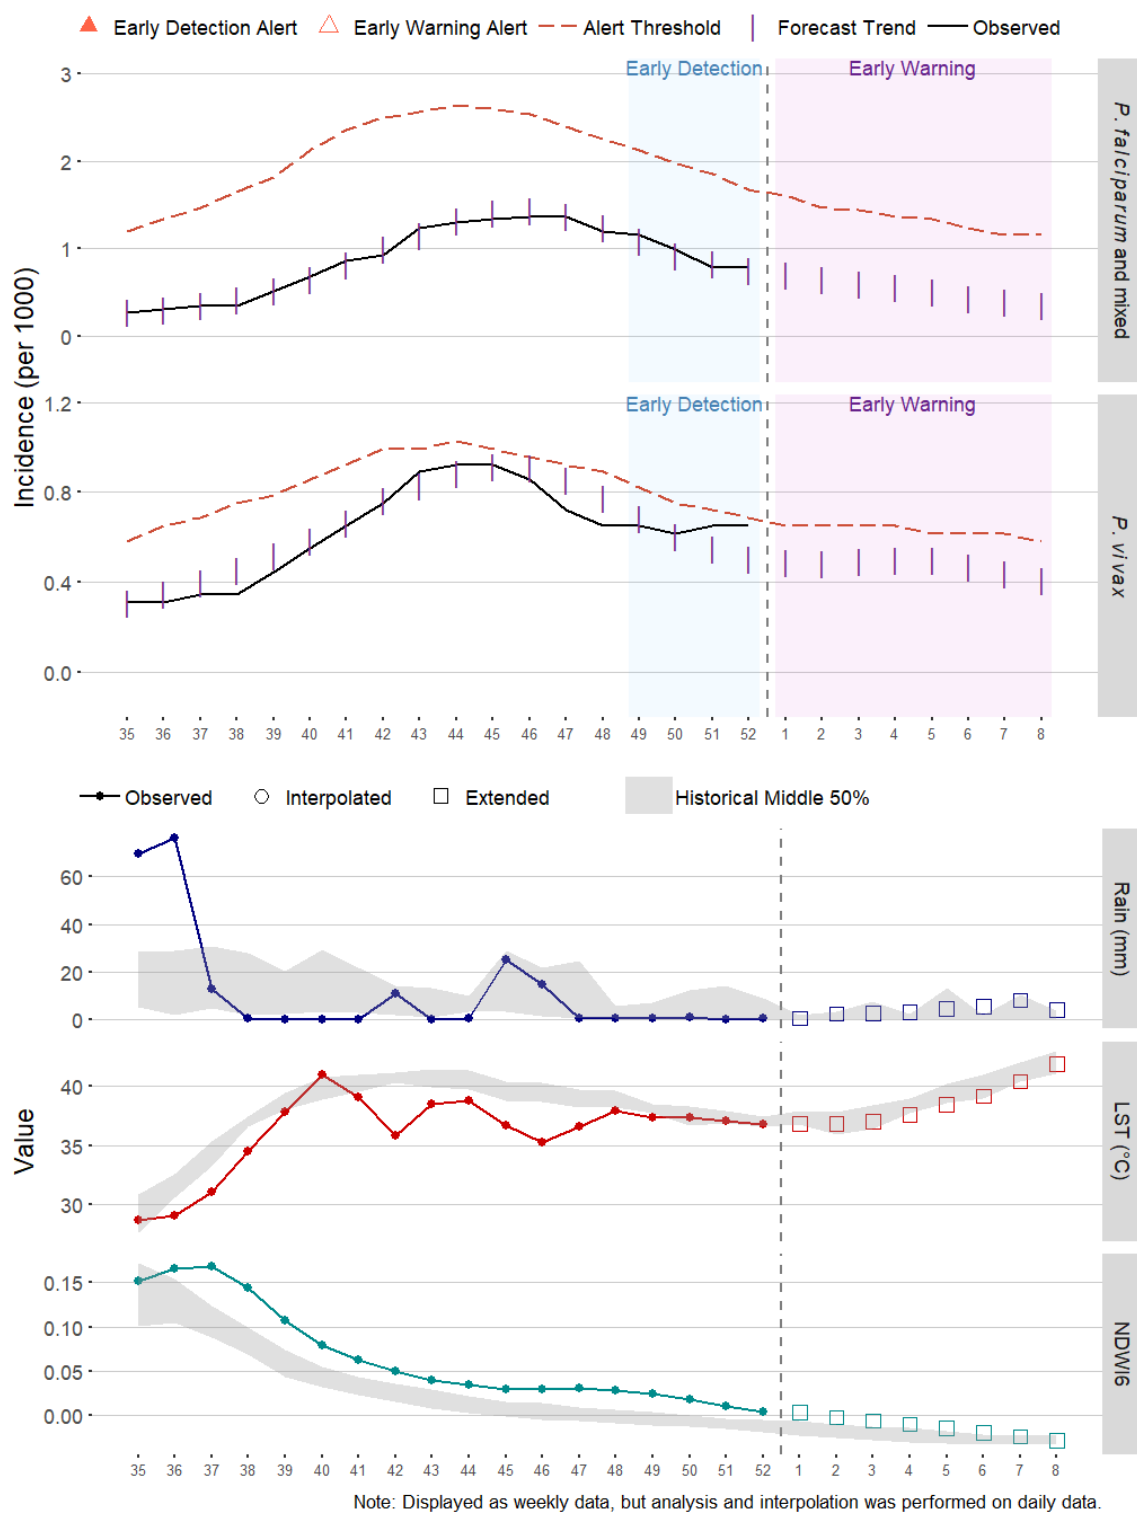 Early Detection Alert Early Warning Alert Alert Threshold Forecast Trend Observed
Early Detection Early Warning
3
2
1
0
P. falciparum and mixed
Incidence (per 1000)
Early Detection Early Warning
1.2
0.8
0.4
0.0
P. vivax
35 36 37 38 39 40 41 42 43 44 45 46 47 48 49 50 51 52 1 2 3 4 5 6 7 8
Observed Interpolated Extended Historical Middle 50%
60
40
20
0
Rain (mm)
Value
40
35
30
LST (°C)
0.15
0.10
0.05
0.00
NDWI6
35 36 37 38 39 40 41 42 43 44 45 46 47 48 49 50 51 52 1 2 3 4 5 6 7 8
Note: Displayed as weekly data, but analysis and interpolation was performed on daily data.